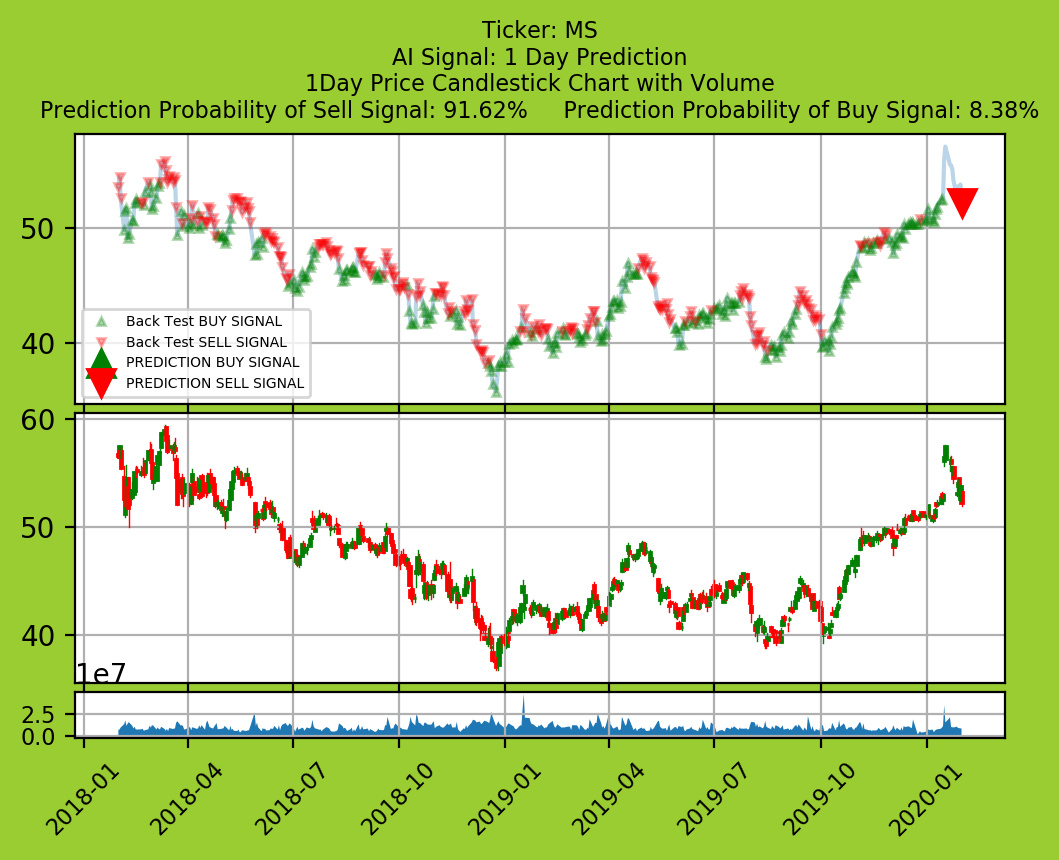 Ticker: MS
AI Signal: 1 Day Prediction
1Day Price Candlestick Chart with Volume
Prediction Probability of Sell Signal: 91.62%     Prediction Probability of Buy Signal: 8.38%
50
40
Back Test BUY SIGNAL
Back Test SELL SIGNAL
PREDICTION BUY SIGNAL
PREDICTION SELL SIGNAL
60
50
40
1e7
2.5
0.0
2018-01
2018-04
2018-07
2018-10
2019-01
2019-04
2019-07
2019-10
2020-01